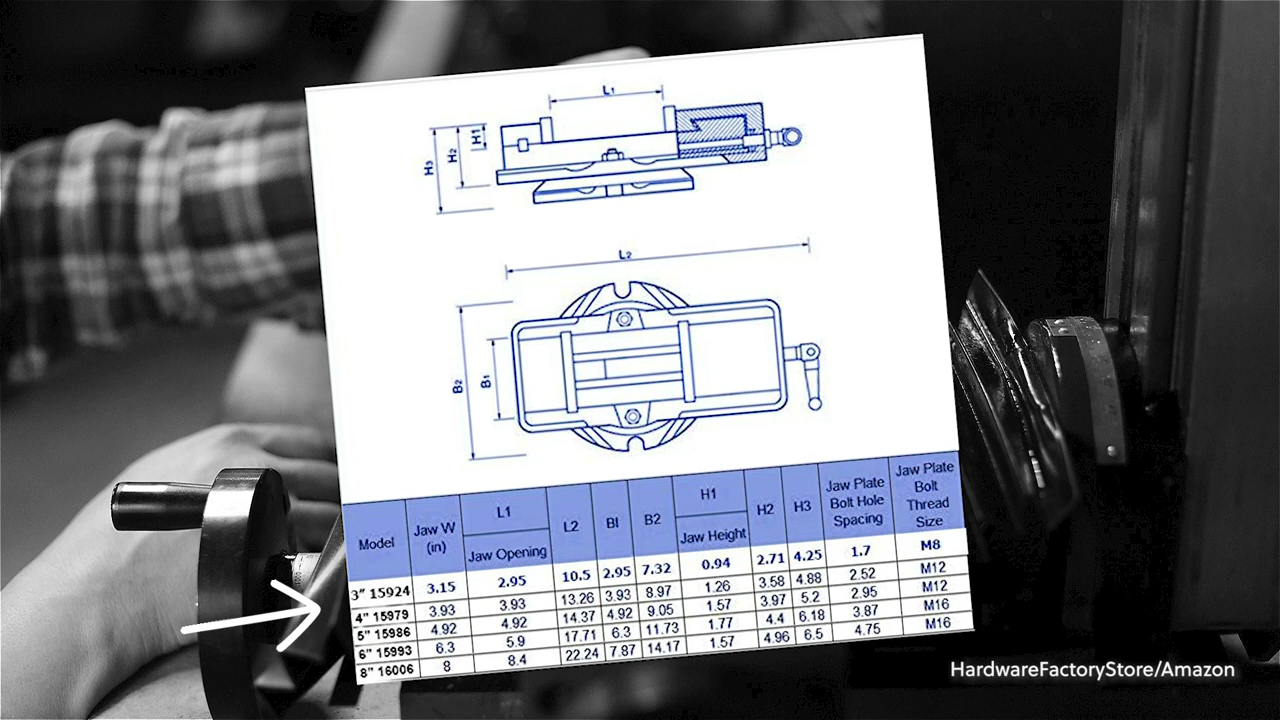 L1
H1
H2
H3
L2
B2
B1
Model Jaw W (in) L1 Jaw Opening L2 BI B2 H1 Jaw Height H2 H3 Jaw Plate Bolt Hole Spacing Jaw Plate Bolt Thread Size
3" 15924 3.15 2.95 10.5 2.95 7.32 0.94 2.71 4.25 1.7 M8
4" 15979 3.93 3.93 13.26 3.93 8.97 1.26 3.58 4.88 2.52 M12
5" 15986 4.92 4.92 14.37 4.92 9.05 1.57 3.97 5.2 2.95 M12
6" 15993 6.3 5.9 17.71 6.3 11.73 1.77 4.4 6.18 3.87 M16
8" 16006 8 8.4 22.24 7.87 14.17 1.57 4.96 6.5 4.75 M16
HardwareFactoryStore/Amazon